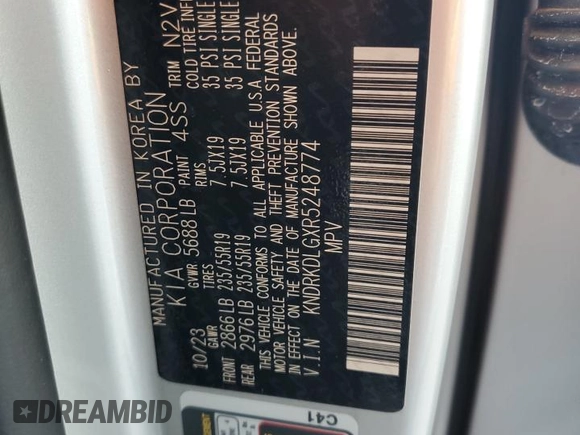 MANUFACTURED IN KOREA BY
KIA CORPORATION
10/23 GVWR 5688 LB PAINT 4SS TRIM N2V
GAWR TIRES RIMS COLD TIRE INF
FRONT 2866 LB 235/55R19 7.5JX19 35 PSI SINGLE
REAR 2976 LB 235/55R19 7.5JX19 35 PSI SINGLE
THIS VEHICLE CONFORMS TO ALL APPLICABLE U.S.A. FEDERAL
MOTOR VEHICLE SAFETY AND THEFT PREVENTION STANDARDS
IN EFFECT ON THE DATE OF MANUFACTURE SHOWN ABOVE.
V.I.N KNDRKDLGXR5248774
MPV
C41
DREAMBID